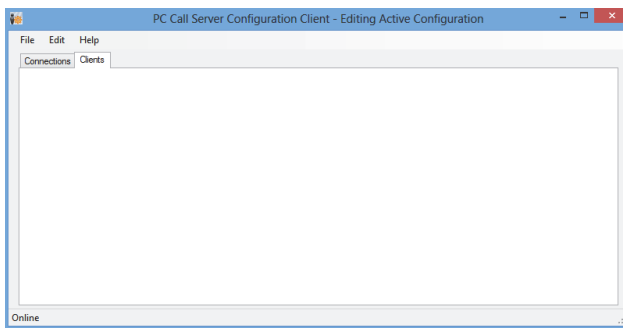 PC Call Server Configuration Client - Editing Active Configuration
File Edit Help
Connections Clients
Online